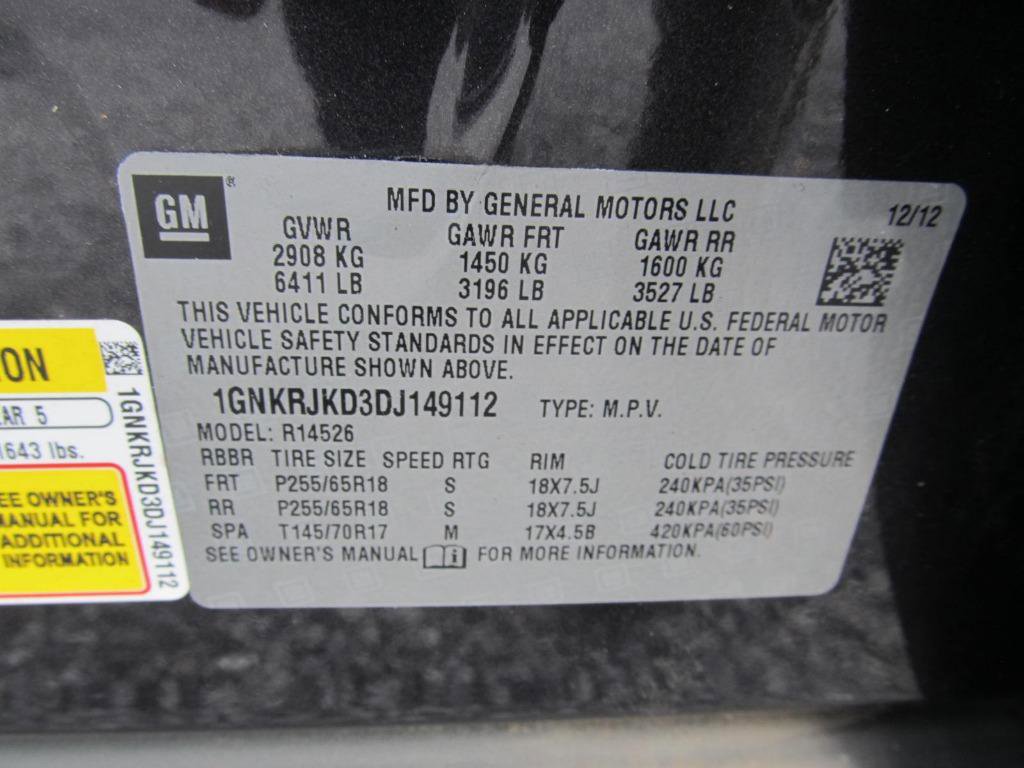 GM ®
MFD BY GENERAL MOTORS LLC 12/12
GVWR GAWR FRT GAWR RR
2908 KG 1450 KG 1600 KG
6411 LB 3196 LB 3527 LB
THIS VEHICLE CONFORMS TO ALL APPLICABLE U.S. FEDERAL MOTOR
VEHICLE SAFETY STANDARDS IN EFFECT ON THE DATE OF
MANUFACTURE SHOWN ABOVE.
1GNKRJKD3DJ149112 TYPE: M.P.V.
MODEL: R14526
RBBR TIRE SIZE SPEED RTG RIM COLD TIRE PRESSURE
FRT P255/65R18 S 18X7.5J 240KPA(35PSI)
RR P255/65R18 S 18X7.5J 240KPA(35PSI)
SPA T145/70R17 M 17X4.5B 420KPA(60PSI)
SEE OWNER'S MANUAL i FOR MORE INFORMATION.
ION
AR 5
1643 lbs.
EE OWNER'S
MANUAL FOR
ADDITIONAL
INFORMATION
1GNKRJKD3DJ149112